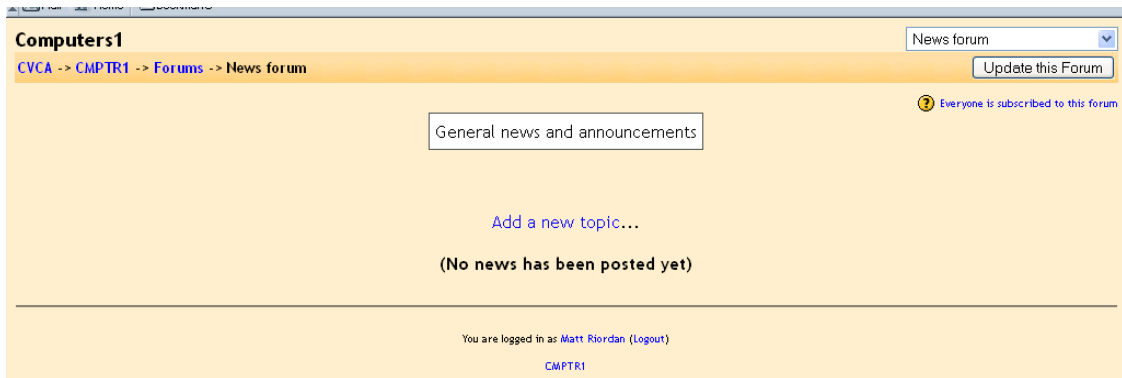 Computers1
News forum
CVCA -> CMPTR1 -> Forums -> News forum
Update this Forum
Everyone is subscribed to this forum
General news and announcements
Add a new topic...
(No news has been posted yet)
You are logged in as Matt Riordan (Logout)
CMPTR1